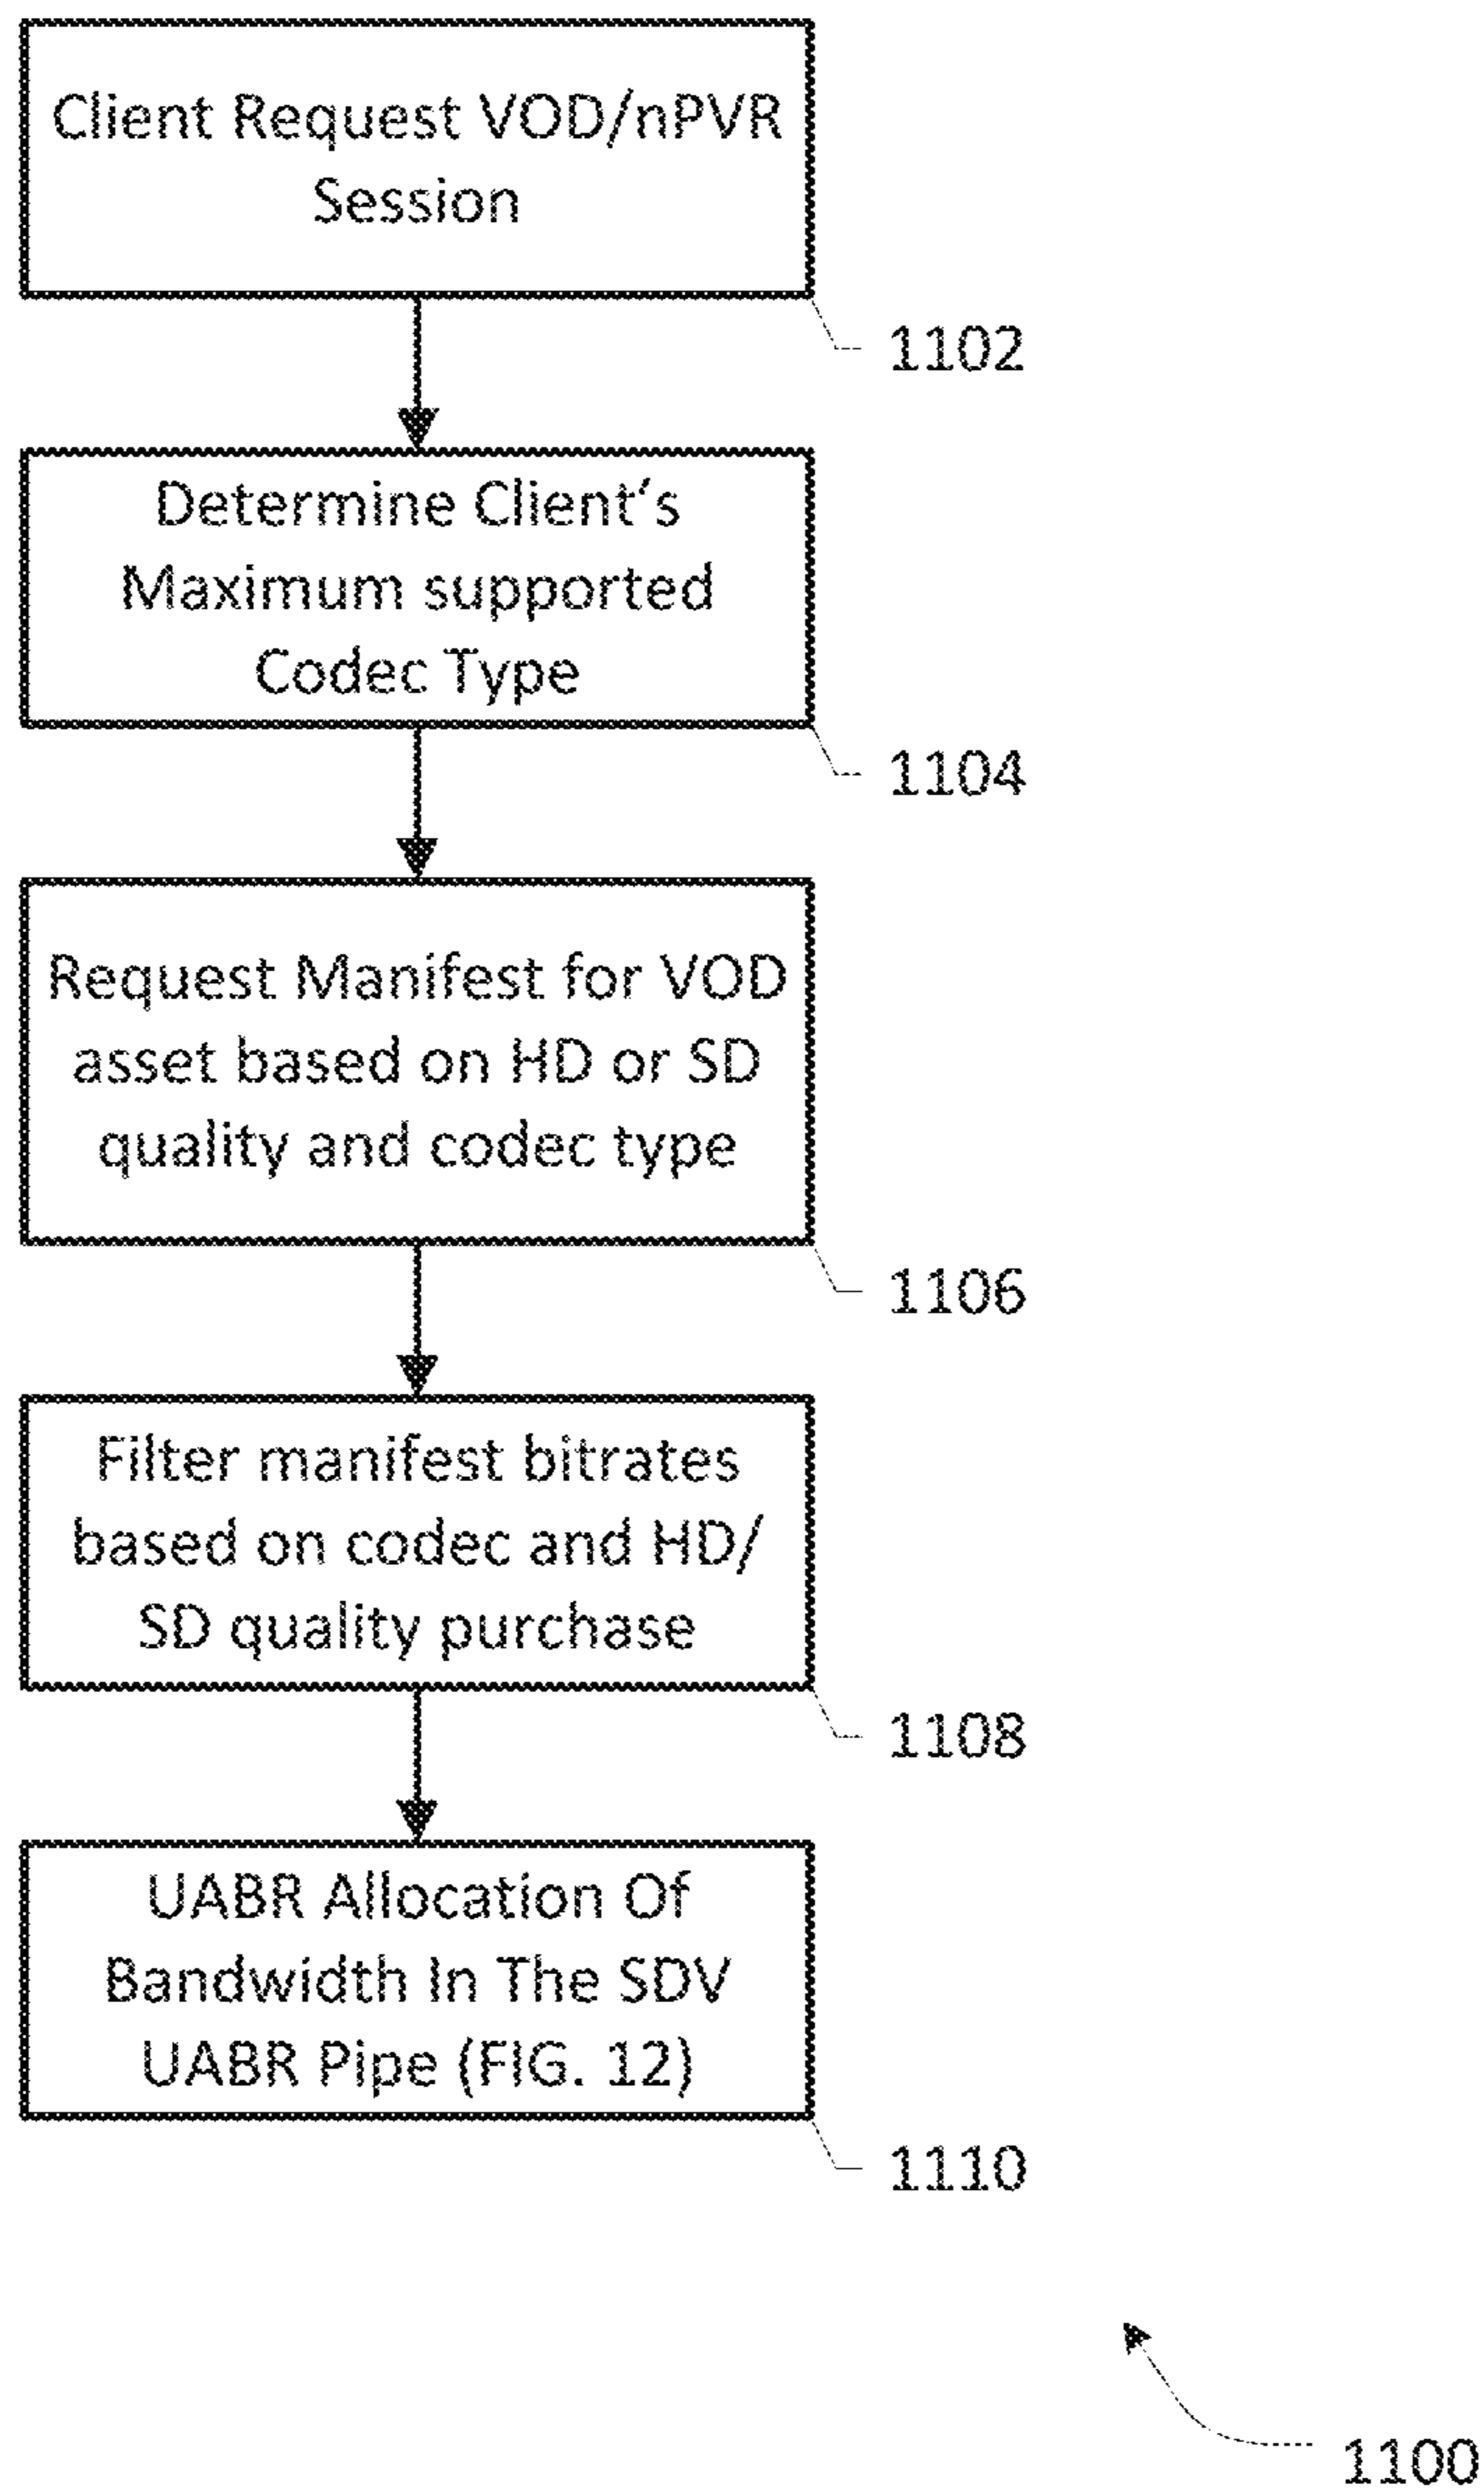 Client Request VOD/nPVR
Session
1102
Determine Client's
Maximum supported
Codec Type
1104
Request Manifest for VOD
asset based on HD or SD
quality and codec type
1106
Filter manifest bitrates
based on codec and HD/
SD quality purchase
1108
UABR Allocation Of
Bandwidth In The SDV
UABR Pipe (FIG. 12)
1110
1100